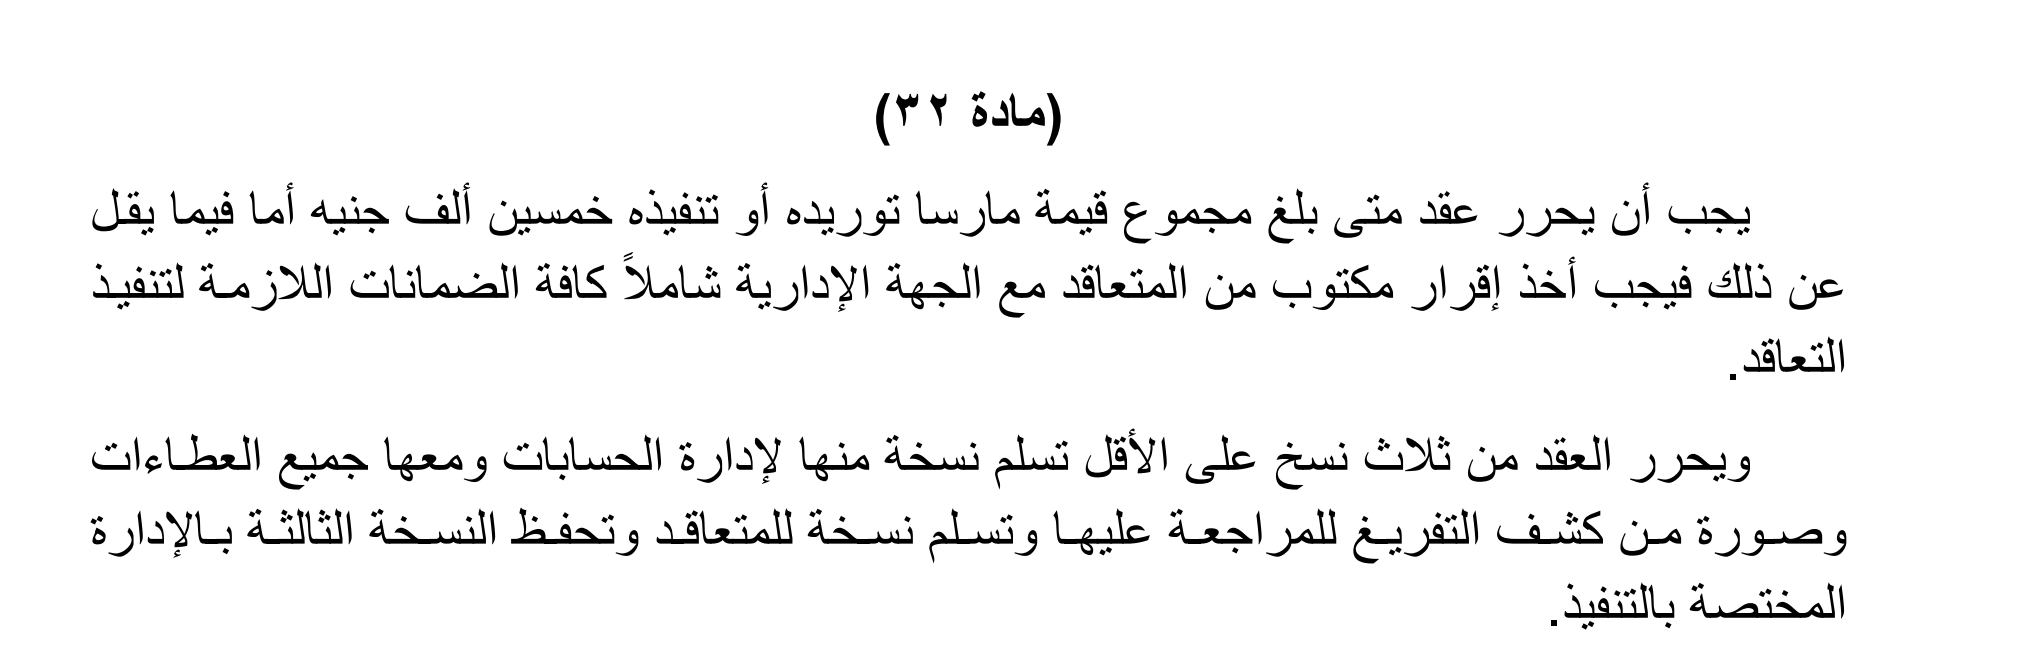 (مادة ٣٢)
يجب أن يحرر عقد متى بلغ مجموع قيمة مارسا توريده أو تنفيذه خمسين ألف جنيه أما فيما يقل
عن ذلك فيجب أخذ إقرار مكتوب من المتعاقد مع الجهة الإدارية شاملاً كافة الضمانات اللازمة لتنفيذ
التعاقد.
ويحرر العقد من ثلاث نسخ على الأقل تسلم نسخة منها لإدارة الحسابات ومعها جميع العطاءات
وصورة من كشف التفريغ للمراجعة عليها وتسلم نسخة للمتعاقد وتحفظ النسخة الثالثة بالإدارة
المختصة بالتنفيذ.